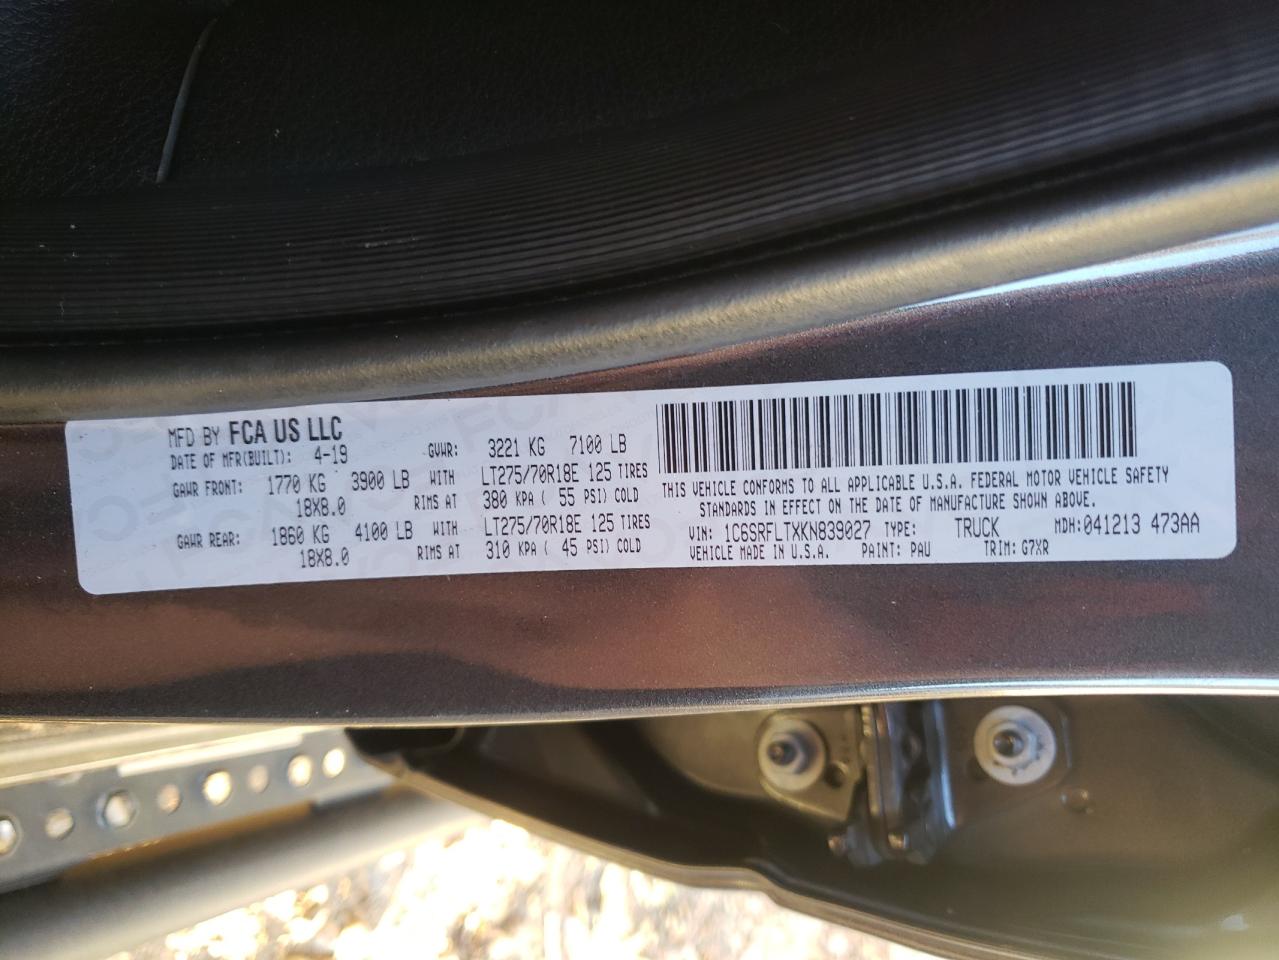 MFD BY FCA US LLC
DATE OF MFR(BUILT): 4-19 GVWR: 3221 KG 7100 LB
GAWR FRONT: 1770 KG 3900 LB WITH LT275/70R18E 125 TIRES
18X8.0 RIMS AT 380 KPA ( 55 PSI) COLD
GAWR REAR: 1860 KG 4100 LB WITH LT275/70R18E 125 TIRES
18X8.0 RIMS AT 310 KPA ( 45 PSI) COLD
THIS VEHICLE CONFORMS TO ALL APPLICABLE U.S.A. FEDERAL MOTOR VEHICLE SAFETY
STANDARDS IN EFFECT ON THE DATE OF MANUFACTURE SHOWN ABOVE.
VIN: 1C6SRFLTXKN839027 TYPE: TRUCK MDH:041213 473AA
VEHICLE MADE IN U.S.A. PAINT: PAU TRIM: G7XR